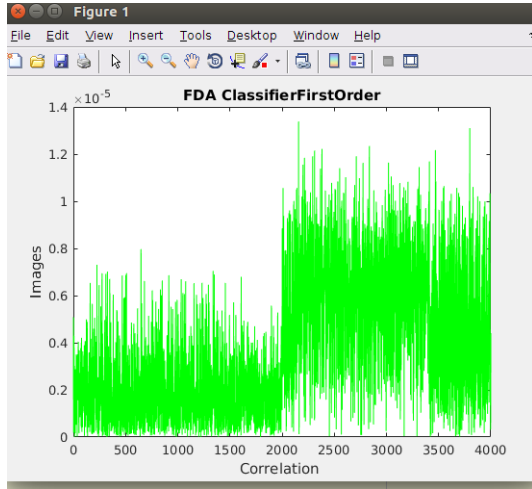 Figure 1
File Edit View Insert Tools Desktop Window Help
FDA ClassifierFirstOrder
×10⁻⁵
1.4
1.2
1
0.8
0.6
0.4
0.2
0
Images
0 500 1000 1500 2000 2500 3000 3500 4000
Correlation